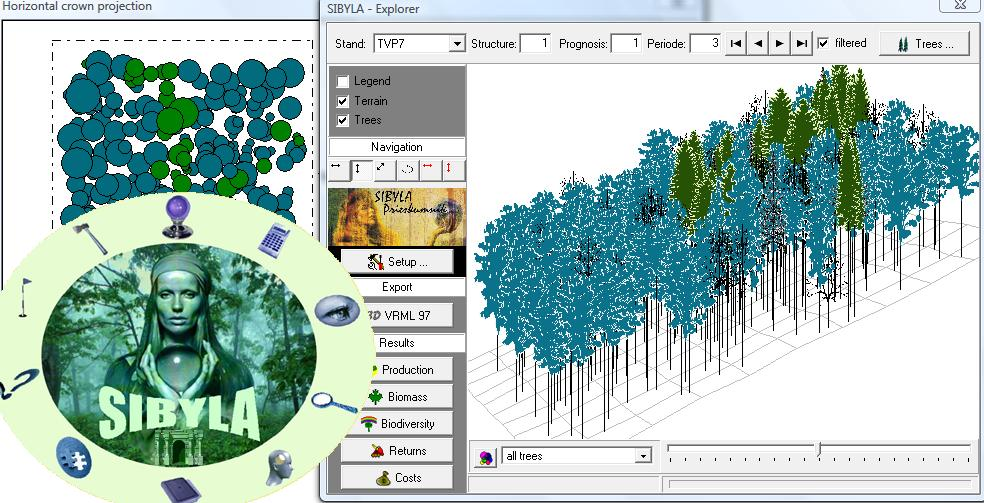 Horizontal crown projection
SIBYLA - Explorer
Stand: TVP7 Structure: 1 Prognosis: 1 Periode: 3 filtered Trees ...
Legend
Terrain
Trees
Navigation
SIBYLA
Prieskumník
Setup ...
Export
3D VRML 97
Results
Production
Biomass
Biodiversity
Returns
Costs
all trees
SIBYLA